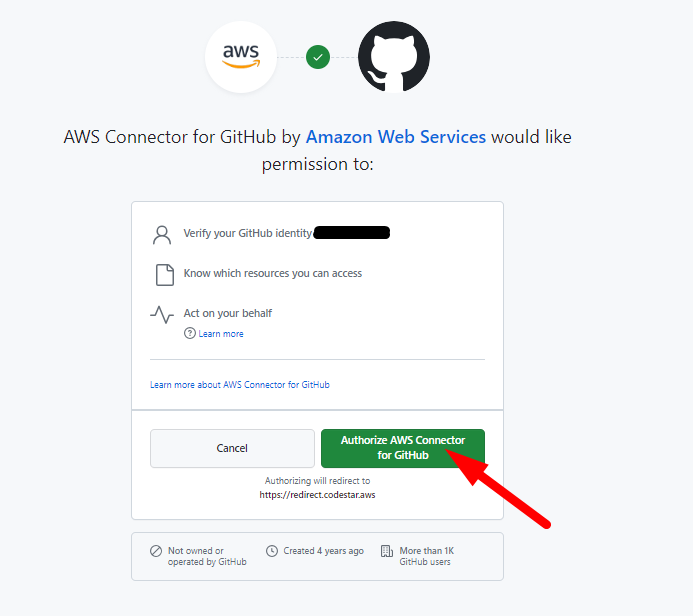 aws
AWS Connector for GitHub by Amazon Web Services would like
permission to:
Verify your GitHub identity
Know which resources you can access
Act on your behalf
Learn more
Learn more about AWS Connector for GitHub
Cancel
Authorize AWS Connector
for GitHub
Authorizing will redirect to
https://redirect.codestar.aws
Not owned or
operated by GitHub
Created 4 years ago
More than 1K
GitHub users